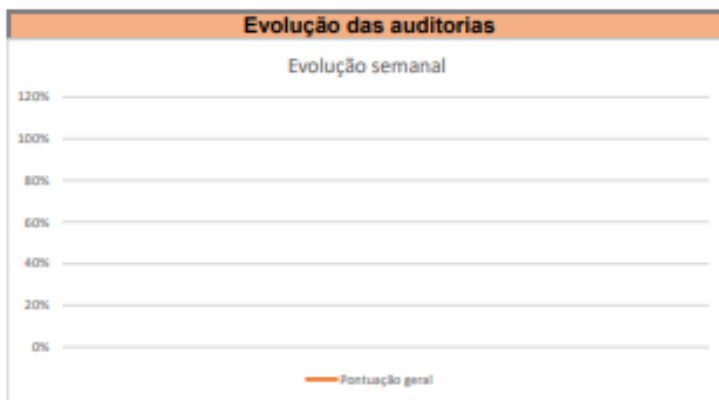 Evolução das auditorias
Evolução semanal
120%
100%
80%
60%
40%
20%
0%
Pontuação geral